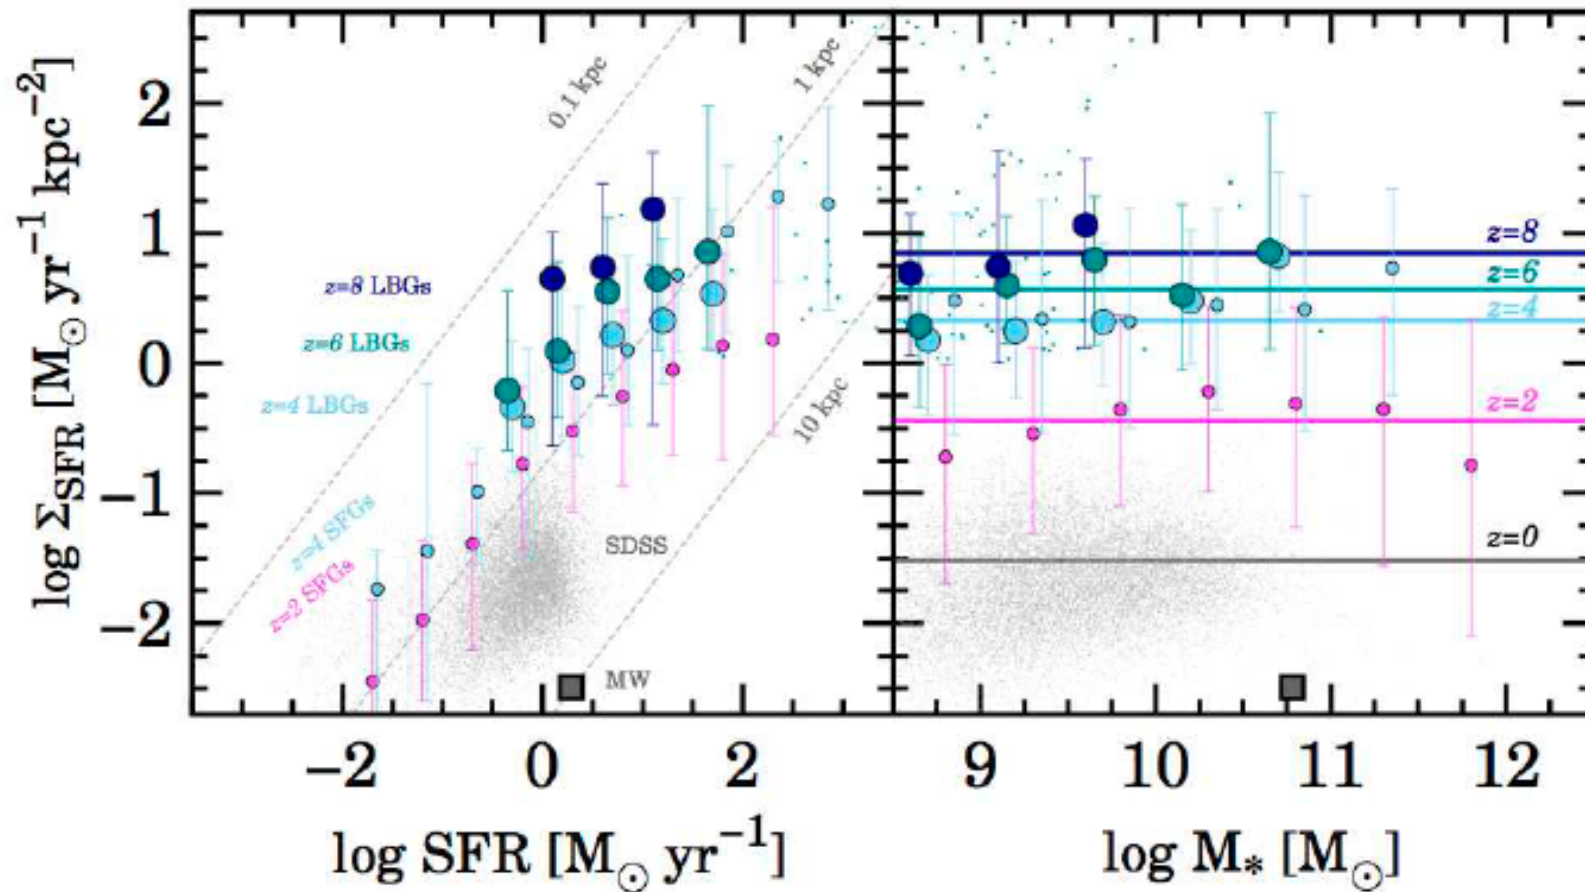 log Σ_SFR [M_⊙ yr⁻¹ kpc⁻²]
2
1
0
−1
−2
0.1 kpc
1 kpc
10 kpc
z=8 LBGs
z=6 LBGs
z=4 LBGs
z=4 SFGs
z=2 SFGs
SDSS
MW
−2 0 2
log SFR [M_⊙ yr⁻¹]
z=8
z=6
z=4
z=2
z=0
9 10 11 12
log M_* [M_⊙]